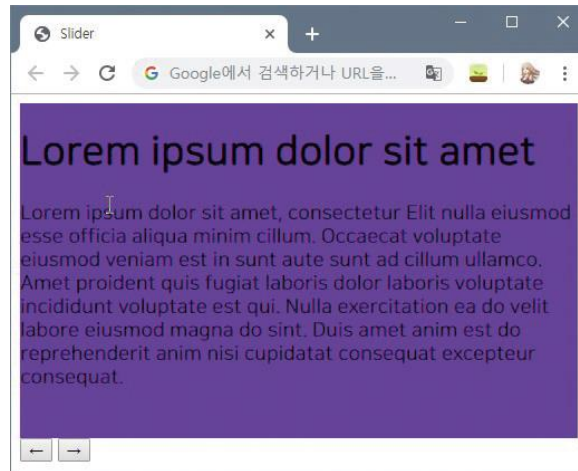 Slider
Google에서 검색하거나 URL을...
Lorem ipsum dolor sit amet
Lorem ipsum dolor sit amet, consectetur Elit nulla eiusmod
esse officia aliqua minim cillum. Occaecat voluptate
eiusmod veniam est in sunt aute sunt ad cillum ullamco.
Amet proident quis fugiat laboris dolor laboris voluptate
incididunt voluptate est qui. Nulla exercitation ea do velit
labore eiusmod magna do sint. Duis amet anim est do
reprehenderit anim nisi cupidatat consequat excepteur
consequat.
← →